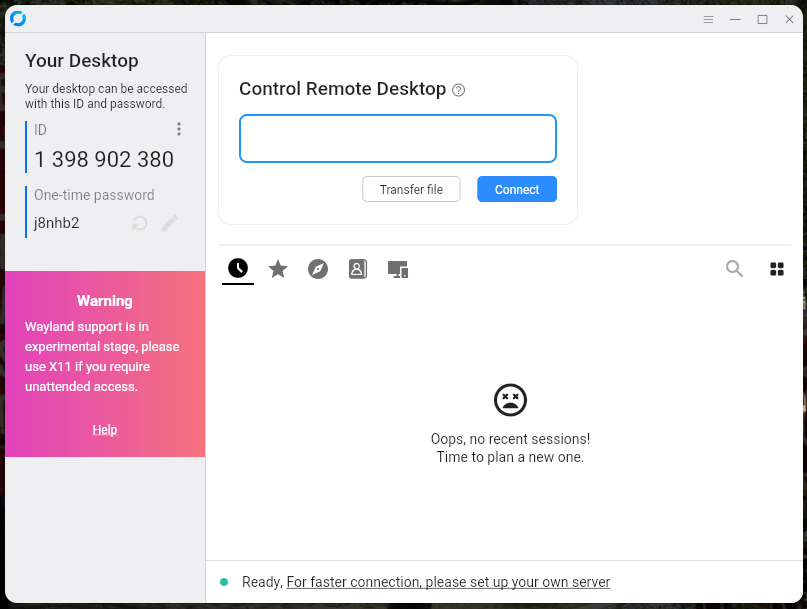 Your Desktop
Your desktop can be accessed
with this ID and password.
ID
1 398 902 380
One-time password
j8nhb2
Warning
Wayland support is in
experimental stage, please
use X11 if you require
unattended access.
Help
Control Remote Desktop
Transfer file
Connect
Oops, no recent sessions!
Time to plan a new one.
Ready, For faster connection, please set up your own server